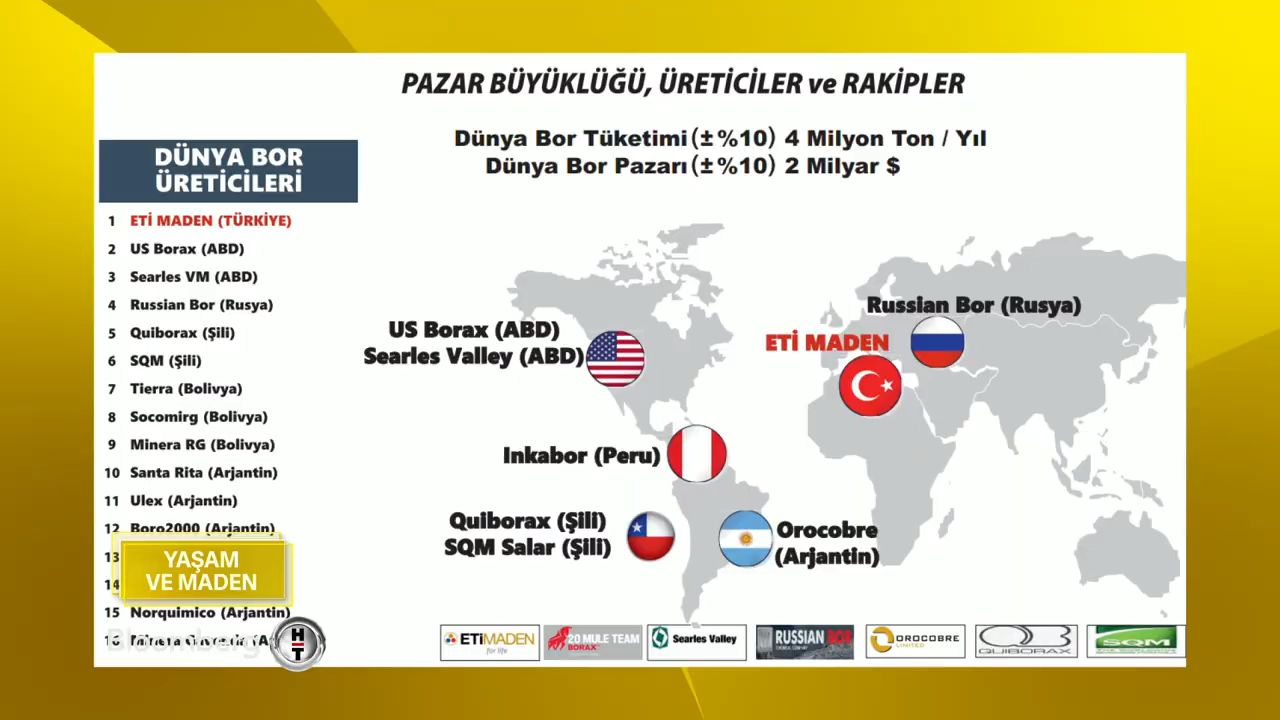 PAZAR BÜYÜKLÜĞÜ, ÜRETİCİLER ve RAKİPLER
Dünya Bor Tüketimi (± %10) 4 Milyon Ton / Yıl
Dünya Bor Pazarı (± %10) 2 Milyar $
DÜNYA BOR
ÜRETİCİLERİ
1 ETİ MADEN (TÜRKİYE)
2 US Borax (ABD)
3 Searles VM (ABD)
4 Russian Bor (Rusya)
5 Quiborax (Şili)
6 SQM (Şili)
7 Tierra (Bolivya)
8 Socomirg (Bolivya)
9 Minera RG (Bolivya)
10 Santa Rita (Arjantin)
11 Ulex (Arjantin)
12 Boro2000 (Arjantin)
13
14
15 Norquimico (Arjantin)
16 Minera
YAŞAM
VE MADEN
Bloomberg
HT
Russian Bor (Rusya)
US Borax (ABD)
Searles Valley (ABD)
ETİ MADEN
Inkabor (Peru)
Quiborax (Şili)
SQM Salar (Şili)
Orocobre
(Arjantin)
ETİMADEN
for life
20 MULE TEAM
BORAX
Searles Valley
RUSSIAN BOR
OROCOBRE
LIMITED
QB
QUIBORAX
SQM